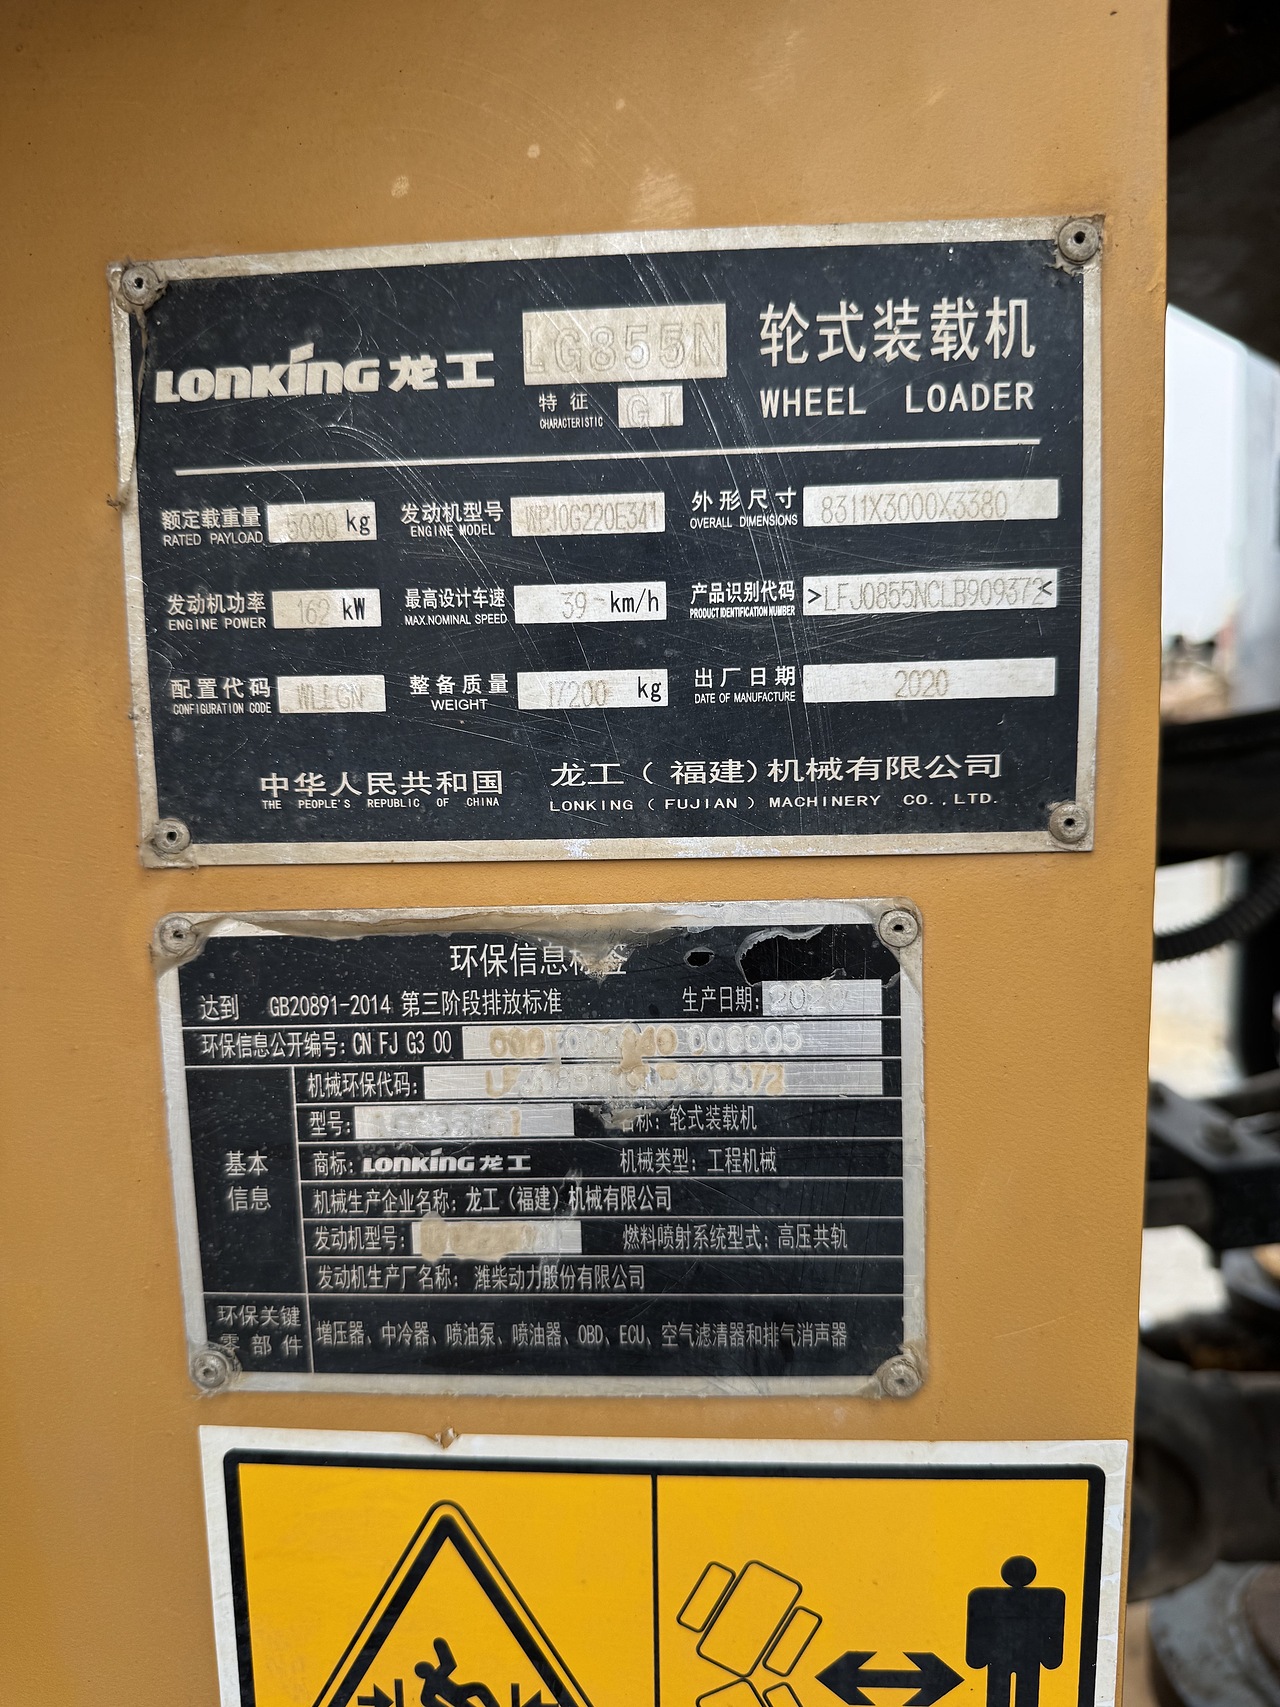 LONKING 龙工 LG855N 轮式装载机
特征 GI WHEEL LOADER
CHARACTERISTIC
额定载重量 5000 kg 发动机型号 WP10G220E341 外形尺寸 8311X3000X3380
RATED PAYLOAD ENGINE MODEL OVERALL DIMENSIONS
发动机功率 162 kW 最高设计车速 39 km/h 产品识别代码 >LFJ0855NCLB909372<
ENGINE POWER MAX.NOMINAL SPEED PRODUCT IDENTIFICATION NUMBER
配置代码 整备质量 17200 kg 出厂日期 2020
CONFIGURATION CODE WEIGHT DATE OF MANUFACTURE
中华人民共和国 龙工（福建）机械有限公司
THE PEOPLE'S REPUBLIC OF CHINA LONKING ( FUJIAN ) MACHINERY CO.,LTD.
环保信息标签
达到 GB20891-2014 第三阶段排放标准 生产日期:
环保信息公开编号: CN FJ G3 00
机械环保代码:
型号: 名称: 轮式装载机
基本信息
商标: LONKING 龙工 机械类型: 工程机械
机械生产企业名称: 龙工（福建）机械有限公司
发动机型号: 燃料喷射系统型式: 高压共轨
发动机生产厂名称: 潍柴动力股份有限公司
环保关键零部件 增压器、中冷器、喷油泵、喷油器、OBD、ECU、空气滤清器和排气消声器